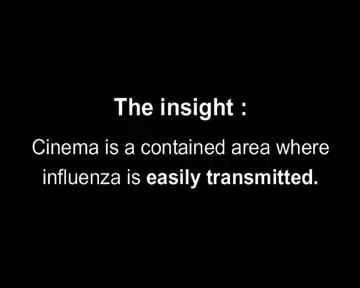 The insight :
Cinema is a contained area where
influenza is easily transmitted.